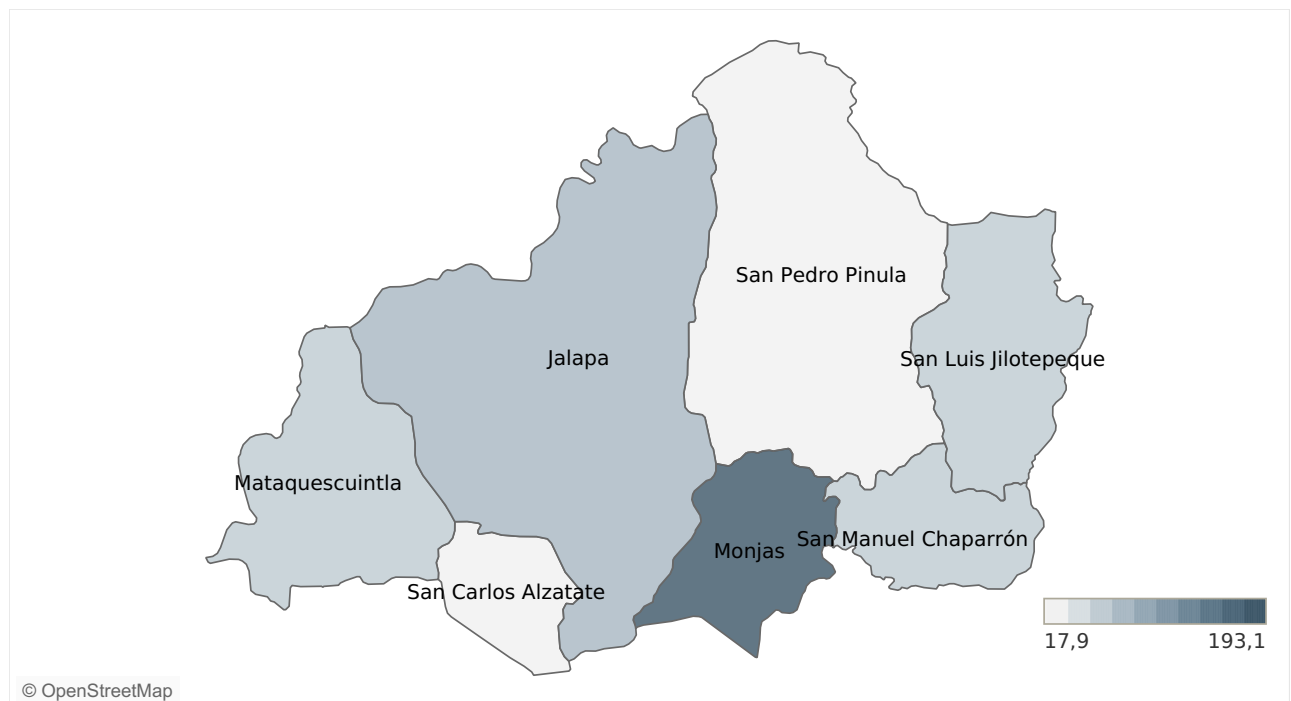 San Pedro Pinula
Jalapa
San Luis Jilotepeque
Mataquescuintla
San Manuel Chaparrón
Monjas
San Carlos Alzatate
17,9
193,1
© OpenStreetMap